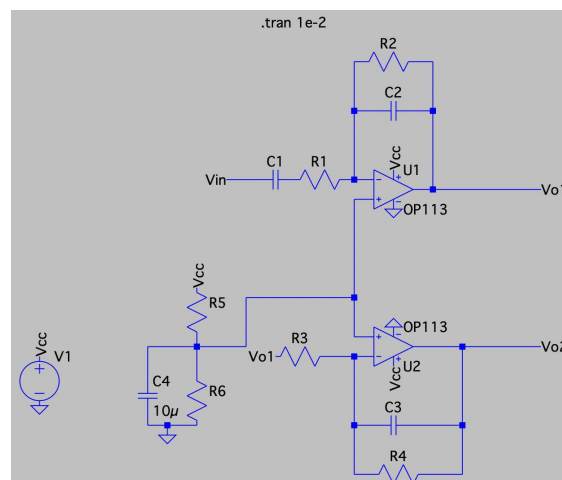 .tran 1e-2
R2
C2
C1
R1
Vcc
U1
Vin
Vo1
OP113
Vcc
R5
OP113
Vcc
V1
Vo1
R3
Vo2
U2
Vcc
C4
R6
10µ
C3
R4